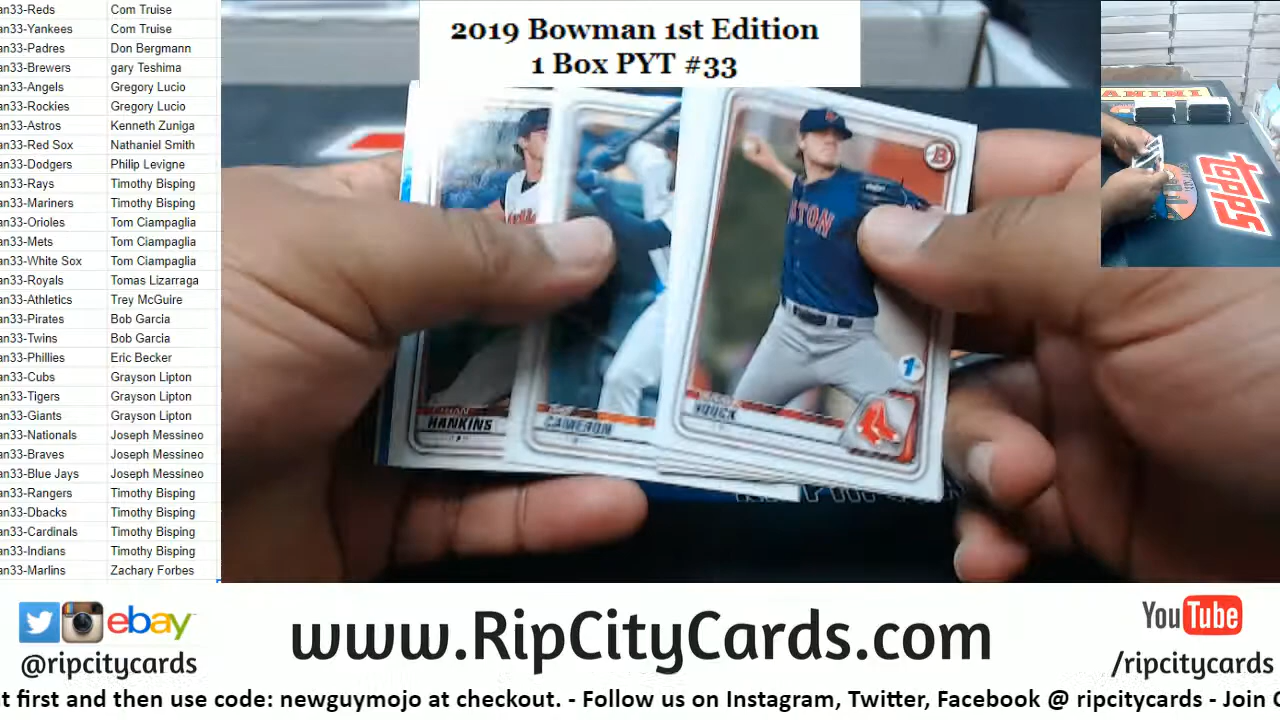 2019 Bowman 1st Edition
1 Box PYT #33
an33-Reds Com Truise
an33-Yankees Com Truise
an33-Padres Don Bergmann
an33-Brewers gary Teshima
an33-Angels Gregory Lucio
an33-Rockies Gregory Lucio
an33-Astros Kenneth Zuniga
an33-Red Sox Nathaniel Smith
an33-Dodgers Philip Levigne
an33-Rays Timothy Bisping
an33-Mariners Timothy Bisping
an33-Orioles Tom Ciampaglia
an33-Mets Tom Ciampaglia
an33-White Sox Tom Ciampaglia
an33-Royals Tomas Lizarraga
an33-Athletics Trey McGuire
an33-Pirates Bob Garcia
an33-Twins Bob Garcia
an33-Phillies Eric Becker
an33-Cubs Grayson Lipton
an33-Tigers Grayson Lipton
an33-Giants Grayson Lipton
an33-Nationals Joseph Messineo
an33-Braves Joseph Messineo
an33-Blue Jays Joseph Messineo
an33-Rangers Timothy Bisping
an33-Dbacks Timothy Bisping
an33-Cardinals Timothy Bisping
an33-Indians Timothy Bisping
an33-Marlins Zachary Forbes
B
STON
1st
HANKINS
CAMERON
HOUCK
PANINI
TOPPS
ebay
@ripcitycards
www.RipCityCards.com
YouTube
/ripcitycards
t first and then use code: newguymojo at checkout. - Follow us on Instagram, Twitter, Facebook @ ripcitycards - Join